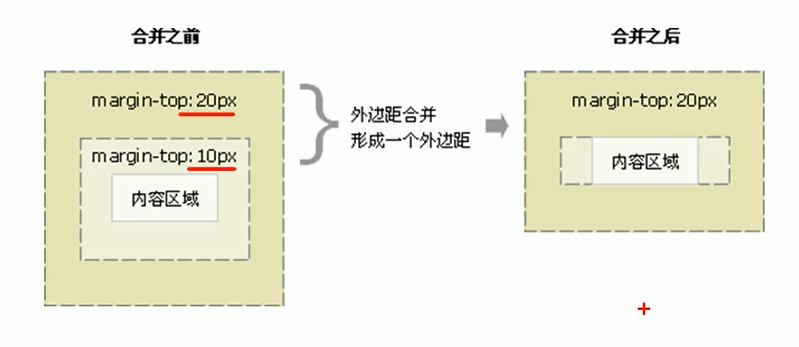 合并之前
合并之后
margin-top: 20px
margin-top: 10px
内容区域
外边距合并
形成一个外边距
margin-top: 20px
内容区域